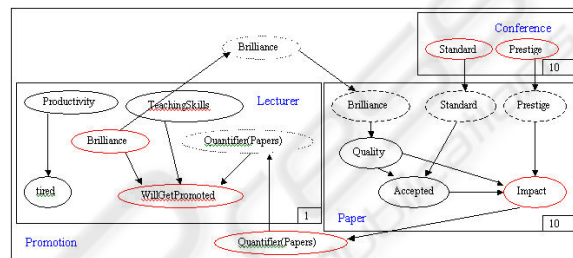 Conference
Brilliance
Standard
Prestige
10
Productivity
TeachingSkills
Lecturer
Brilliance
Standard
Prestige
Brilliance
Quantifier(Papers)
Quality
tired
WillGetPromoted
Accepted
Impact
1
Paper
10
Promotion
Quantifier(Papers)